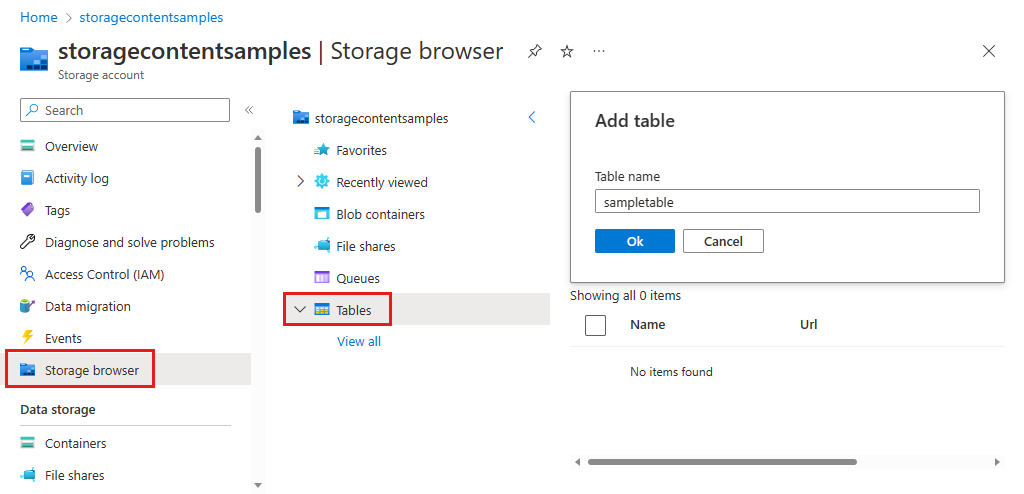 Home > storagecontentsamples
storagecontentsamples | Storage browser
Storage account
Search
Overview
Activity log
Tags
Diagnose and solve problems
Access Control (IAM)
Data migration
Events
Storage browser
Data storage
Containers
File shares
storagecontentsamples
Favorites
Recently viewed
Blob containers
File shares
Queues
Tables
View all
Add table
Table name
sampletable
Ok Cancel
Showing all 0 items
Name Url
No items found